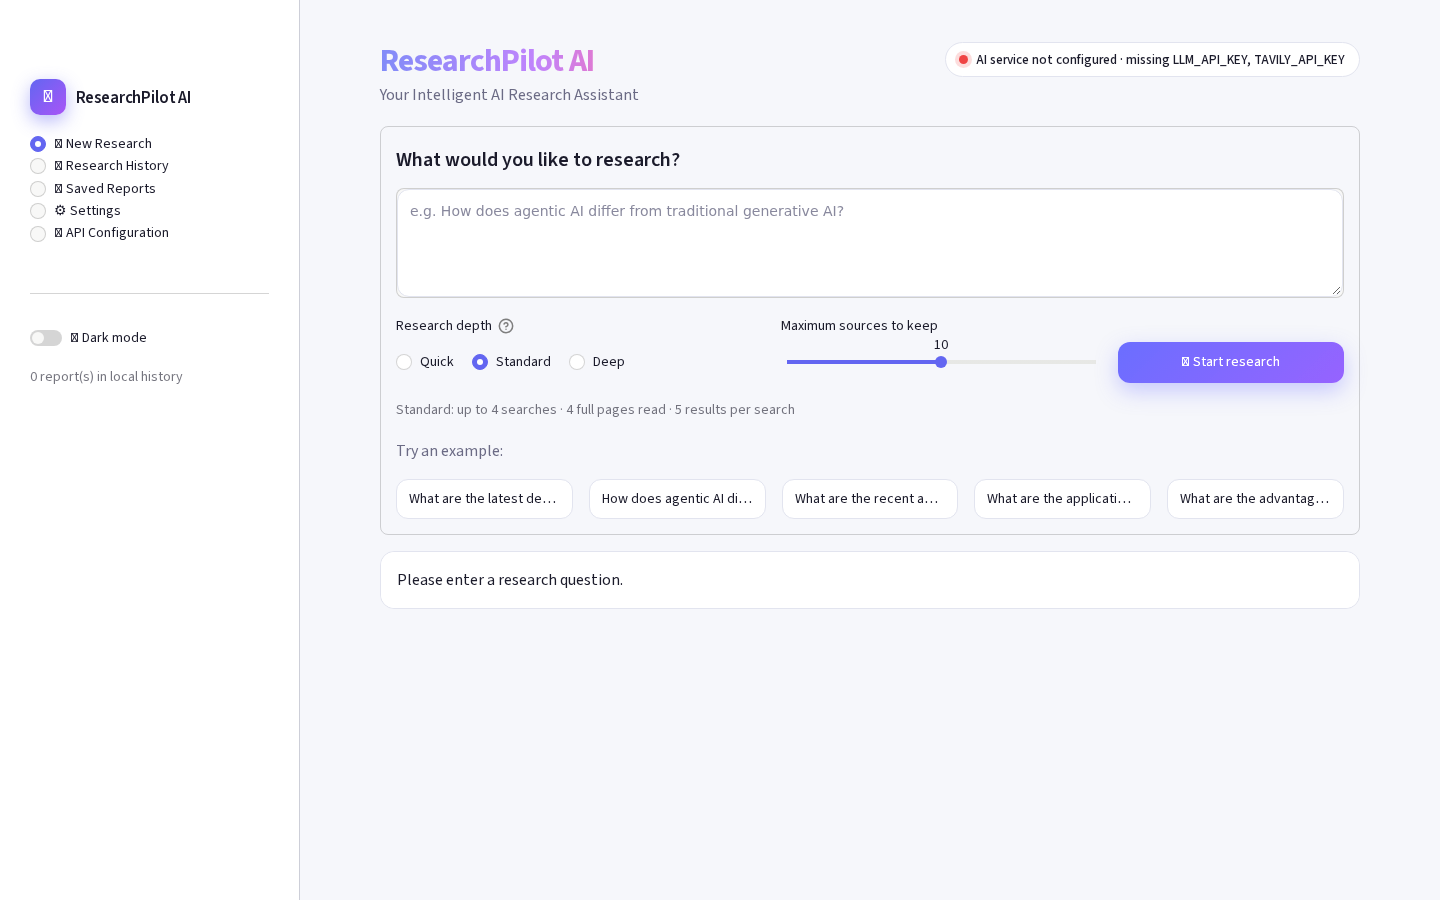 ResearchPilot AI
New Research
Research History
Saved Reports
⚙ Settings
API Configuration
Dark mode
0 report(s) in local history
ResearchPilot AI
Your Intelligent AI Research Assistant
AI service not configured · missing LLM_API_KEY, TAVILY_API_KEY
What would you like to research?
e.g. How does agentic AI differ from traditional generative AI?
Research depth
Quick
Standard
Deep
Maximum sources to keep
10
Start research
Standard: up to 4 searches · 4 full pages read · 5 results per search
Try an example:
What are the latest de…
How does agentic AI di…
What are the recent a…
What are the applicati…
What are the advantag…
Please enter a research question.